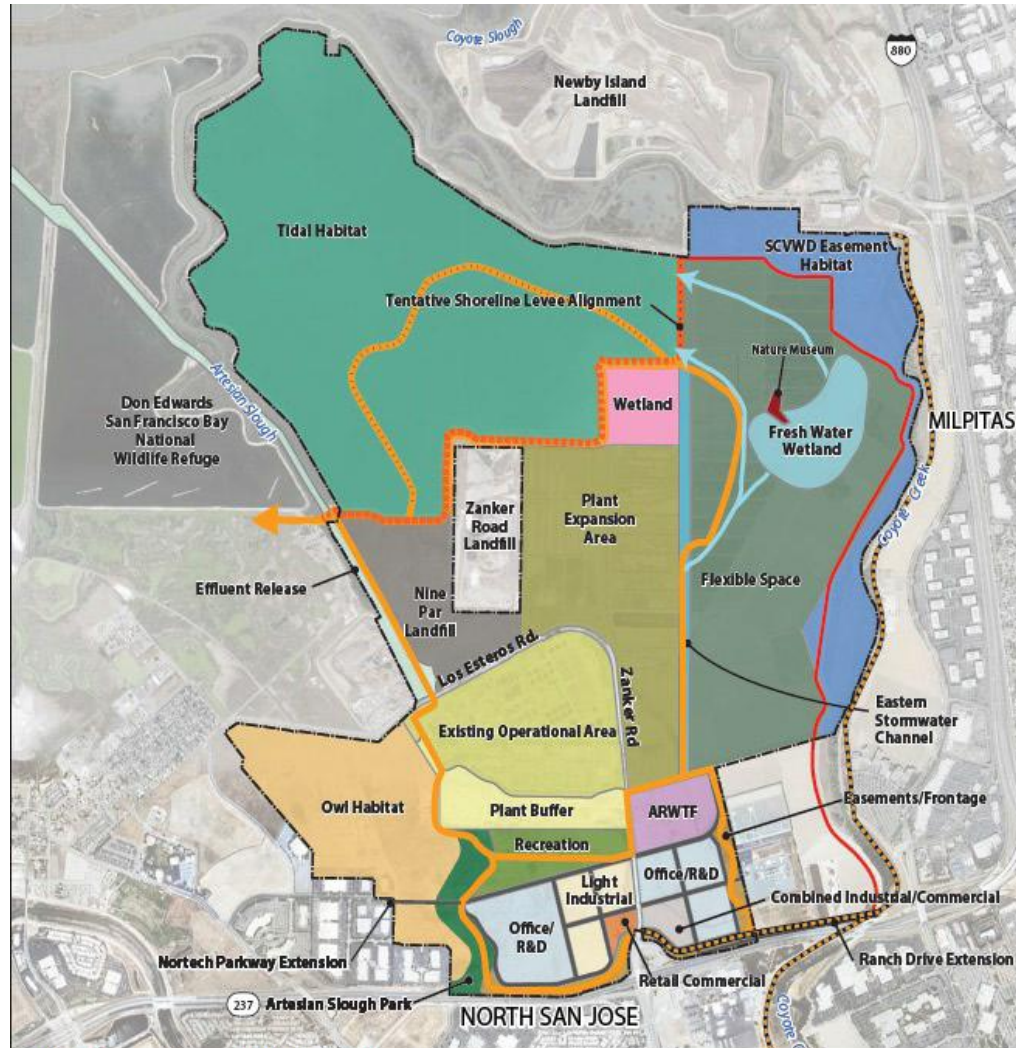 Coyote Slough
880
Newby Island
Landfill
Tidal Habitat
SCVWD Easement
Habitat
Tentative Shoreline Levee Alignment
Nature Museum
Artesian Slough
Don Edwards
San Francisco Bay
National
Wildlife Refuge
Wetland
Fresh Water
Wetland
MILPITAS
Coyote Creek
Zanker
Road
Landfill
Plant
Expansion
Area
Effluent Release
Nine
Par
Landfill
Flexible Space
Los Esteros Rd.
Zanker Rd
Eastern
Stormwater
Channel
Existing Operational Area
Owl Habitat
Plant Buffer
ARWTF
Easements/Frontage
Recreation
Light
Industrial
Office/R&D
Combined Industrial/Commercial
Office/
R&D
Nortech Parkway Extension
Retail Commercial
Ranch Drive Extension
237
Artesian Slough Park
NORTH SAN JOSE
Coyote